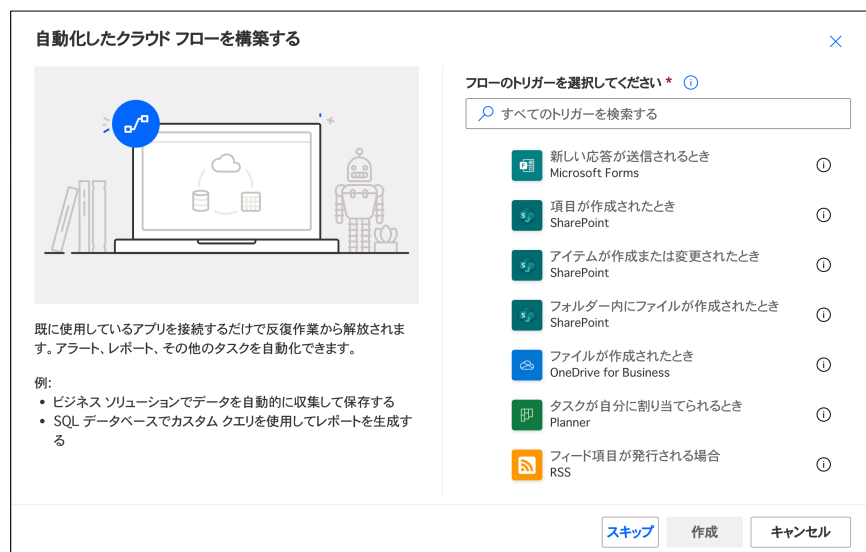 自動化したクラウド フローを構築する
既に使用しているアプリを接続するだけで反復作業から解放されま
す。アラート、レポート、その他のタスクを自動化できます。
例:
• ビジネス ソリューションでデータを自動的に収集して保存する
• SQL データベースでカスタム クエリを使用してレポートを生成す
る
フローのトリガーを選択してください *
すべてのトリガーを検索する
新しい応答が送信されるとき
Microsoft Forms
項目が作成されたとき
SharePoint
アイテムが作成または変更されたとき
SharePoint
フォルダー内にファイルが作成されたとき
SharePoint
ファイルが作成されたとき
OneDrive for Business
タスクが自分に割り当てられるとき
Planner
フィード項目が発行される場合
RSS
スキップ
作成
キャンセル